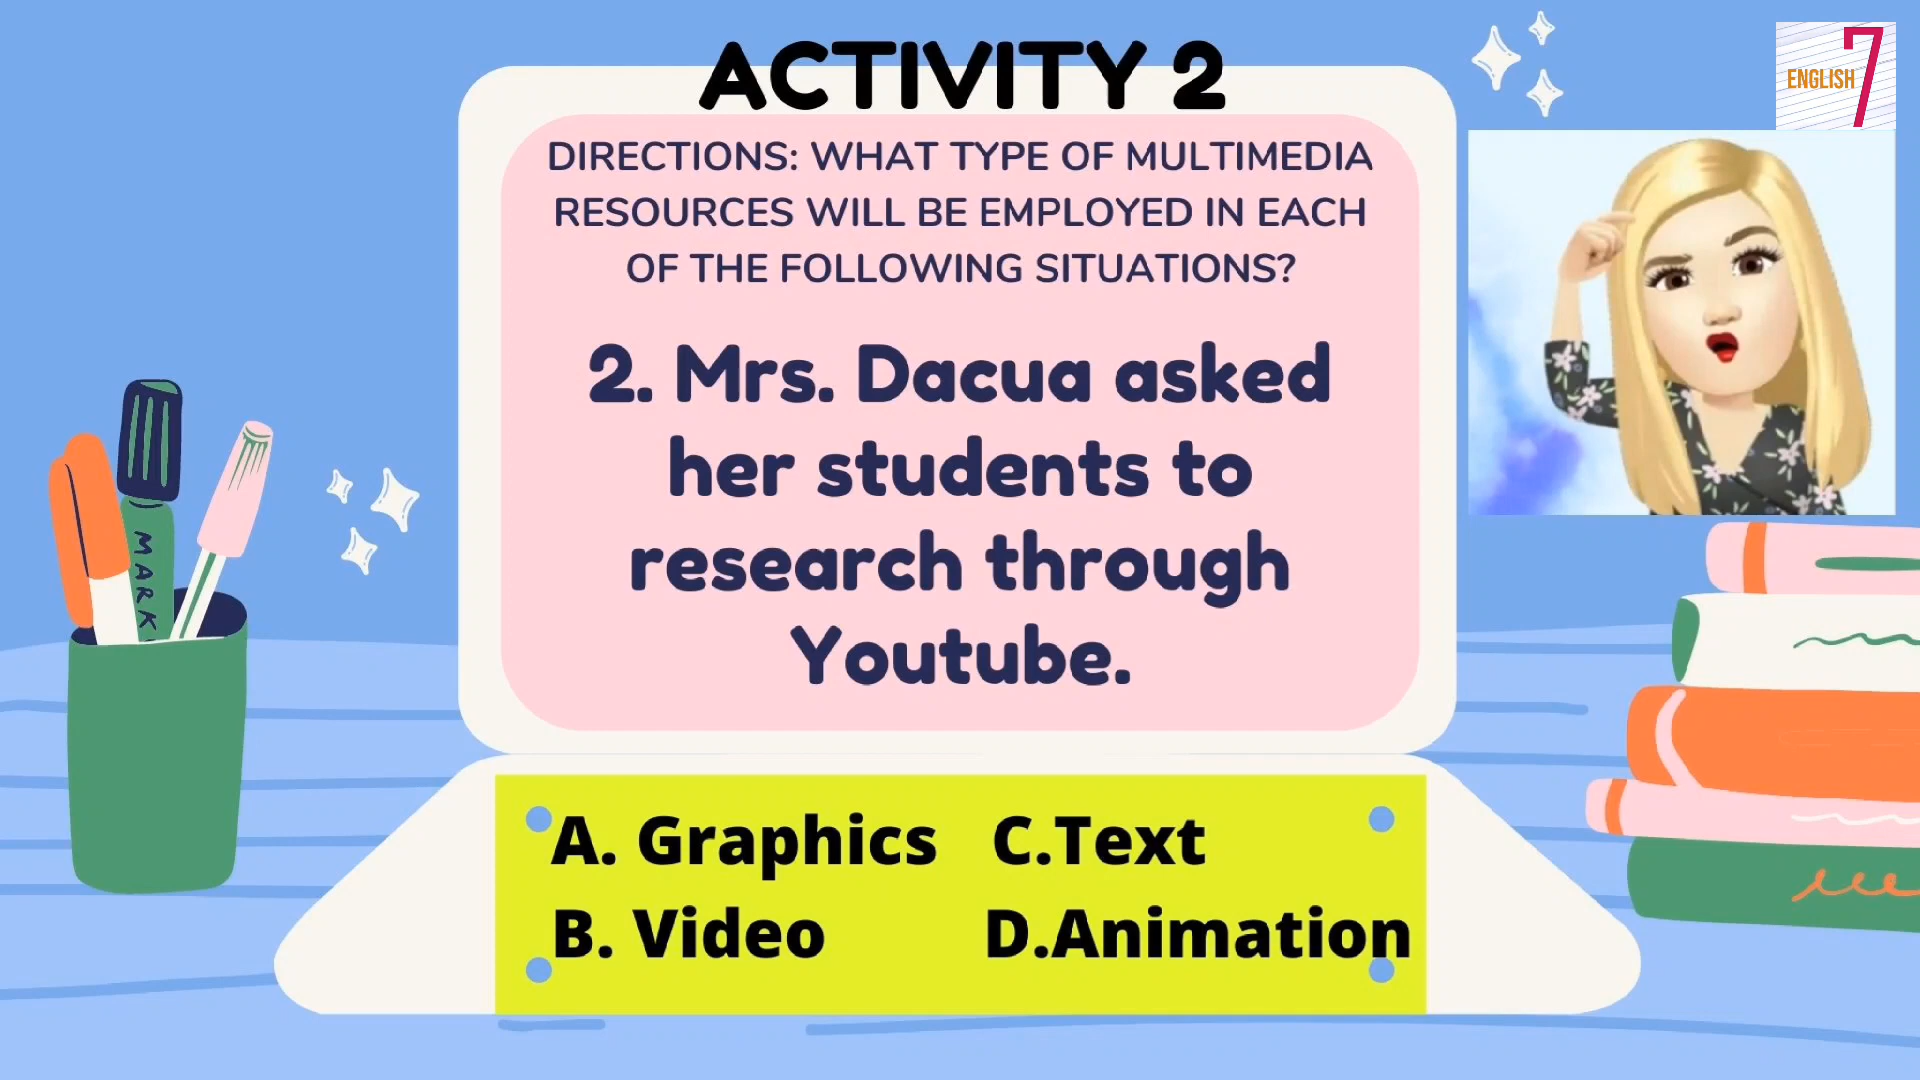 ACTIVITY 2
ENGLISH 7
DIRECTIONS: WHAT TYPE OF MULTIMEDIA
RESOURCES WILL BE EMPLOYED IN EACH
OF THE FOLLOWING SITUATIONS?
2. Mrs. Dacua asked
her students to
research through
Youtube.
MARK
A. Graphics C.Text
B. Video D.Animation